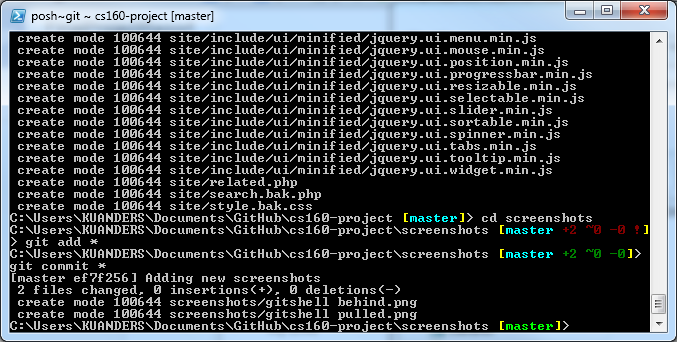 posh~git ~ cs160-project [master]
create mode 100644 site/include/ui/minified/jquery.ui.menu.min.js
create mode 100644 site/include/ui/minified/jquery.ui.mouse.min.js
create mode 100644 site/include/ui/minified/jquery.ui.position.min.js
create mode 100644 site/include/ui/minified/jquery.ui.progressbar.min.js
create mode 100644 site/include/ui/minified/jquery.ui.resizable.min.js
create mode 100644 site/include/ui/minified/jquery.ui.selectable.min.js
create mode 100644 site/include/ui/minified/jquery.ui.slider.min.js
create mode 100644 site/include/ui/minified/jquery.ui.sortable.min.js
create mode 100644 site/include/ui/minified/jquery.ui.spinner.min.js
create mode 100644 site/include/ui/minified/jquery.ui.tabs.min.js
create mode 100644 site/include/ui/minified/jquery.ui.tooltip.min.js
create mode 100644 site/include/ui/minified/jquery.ui.widget.min.js
create mode 100644 site/related.php
create mode 100644 site/search.bak.php
create mode 100644 site/style.bak.css
C:\Users\KUANDERS\Documents\GitHub\cs160-project [master]> cd screenshots
C:\Users\KUANDERS\Documents\GitHub\cs160-project\screenshots [master +2 ~0 -0 !]
> git add *
C:\Users\KUANDERS\Documents\GitHub\cs160-project\screenshots [master +2 ~0 -0]>
git commit *
[master ef7f256] Adding new screenshots
2 files changed, 0 insertions(+), 0 deletions(-)
create mode 100644 screenshots/gitshell behind.png
create mode 100644 screenshots/gitshell pulled.png
C:\Users\KUANDERS\Documents\GitHub\cs160-project\screenshots [master]>